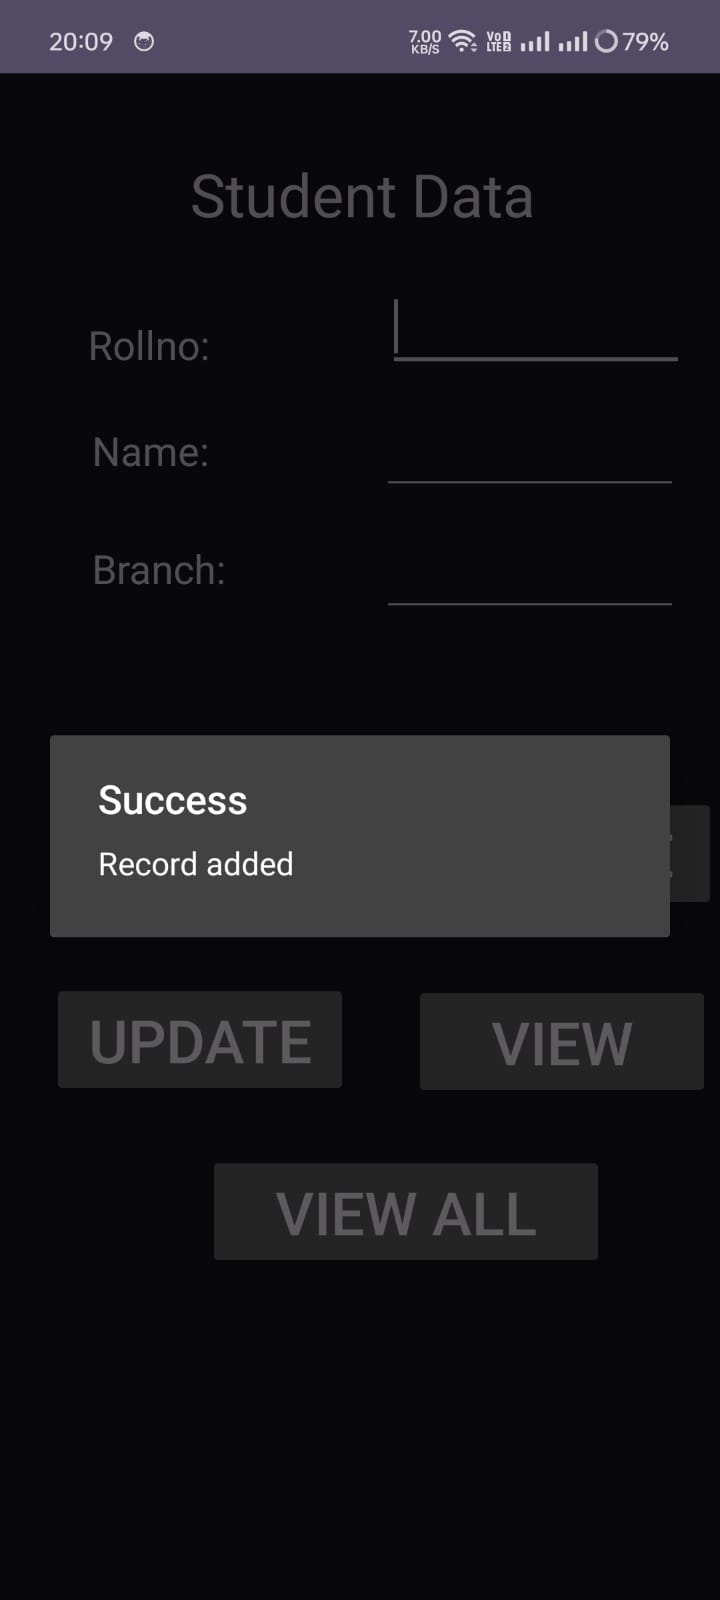 20:09
7.00
KB/S
Vo
LTE
79%
Student Data
Rollno:
Name:
Branch:
Success
Record added
UPDATE
VIEW
VIEW ALL